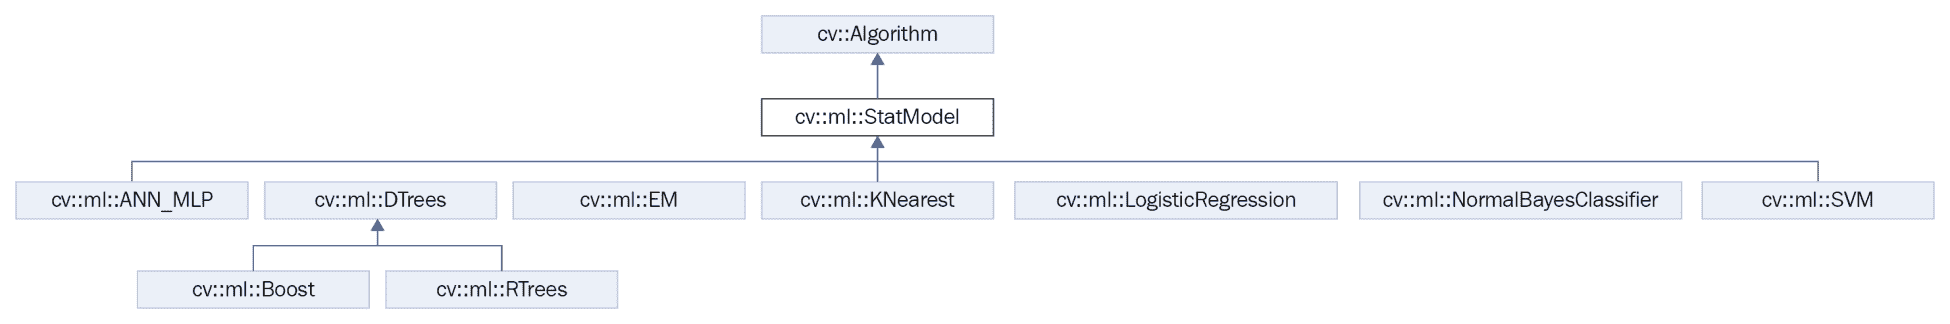 cv::Algorithm
cv::ml::StatModel
cv::ml::ANN_MLP
cv::ml::DTrees
cv::ml::EM
cv::ml::KNearest
cv::ml::LogisticRegression
cv::ml::NormalBayesClassifier
cv::ml::SVM
cv::ml::Boost
cv::ml::RTrees